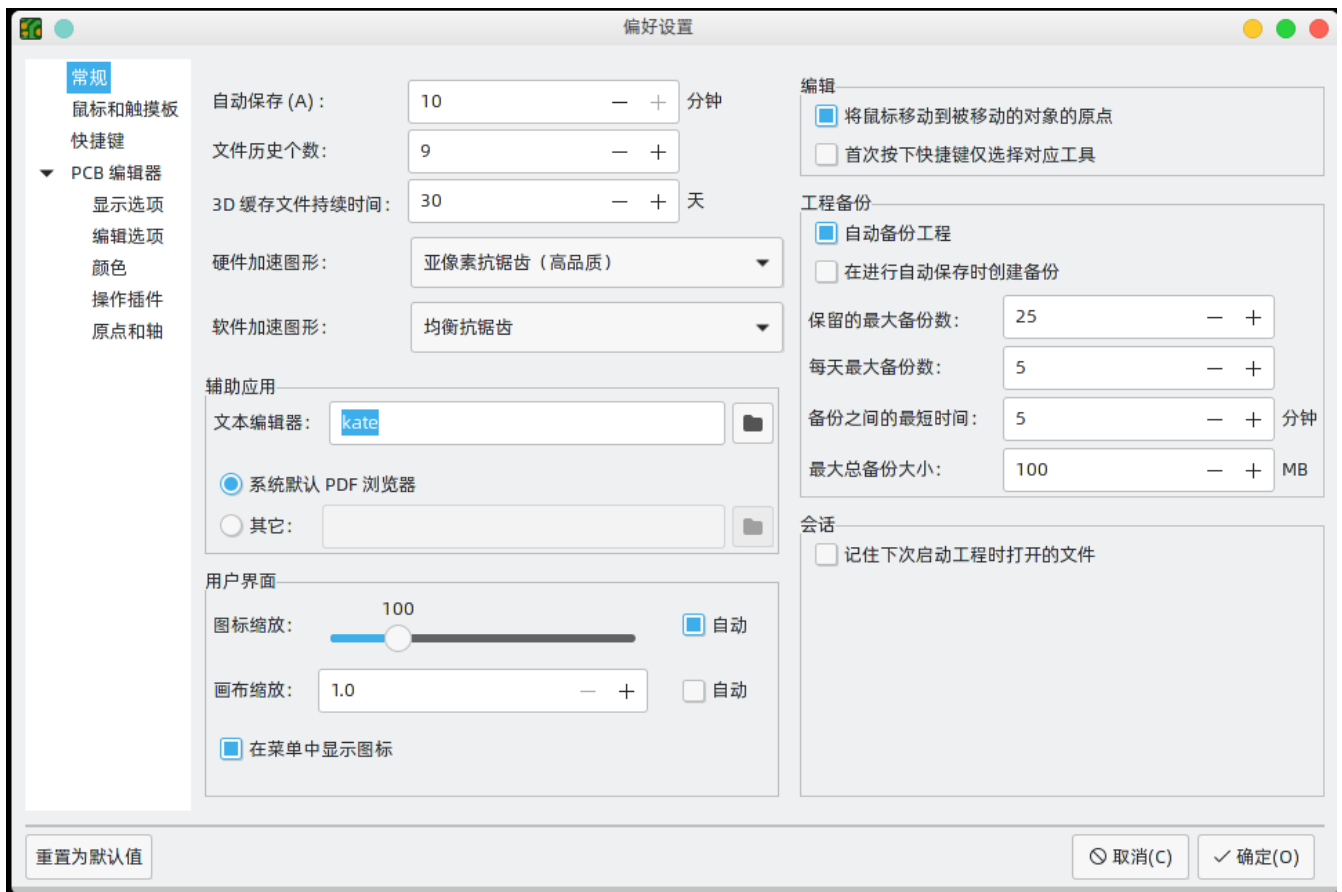 偏好设置
常规
鼠标和触摸板
快捷键
PCB 编辑器
显示选项
编辑选项
颜色
操作插件
原点和轴
自动保存 (A) : 10 分钟
文件历史个数: 9
3D 缓存文件持续时间: 30 天
硬件加速图形: 亚像素抗锯齿（高品质）
软件加速图形: 均衡抗锯齿
辅助应用
文本编辑器: kate
系统默认 PDF 浏览器
其它:
用户界面
100
图标缩放: 自动
画布缩放: 1.0 自动
在菜单中显示图标
编辑
将鼠标移动到被移动的对象的原点
首次按下快捷键仅选择对应工具
工程备份
自动备份工程
在进行自动保存时创建备份
保留的最大备份数: 25
每天最大备份数: 5
备份之间的最短时间: 5 分钟
最大总备份大小: 100 MB
会话
记住下次启动工程时打开的文件
重置为默认值 取消(C) 确定(O)